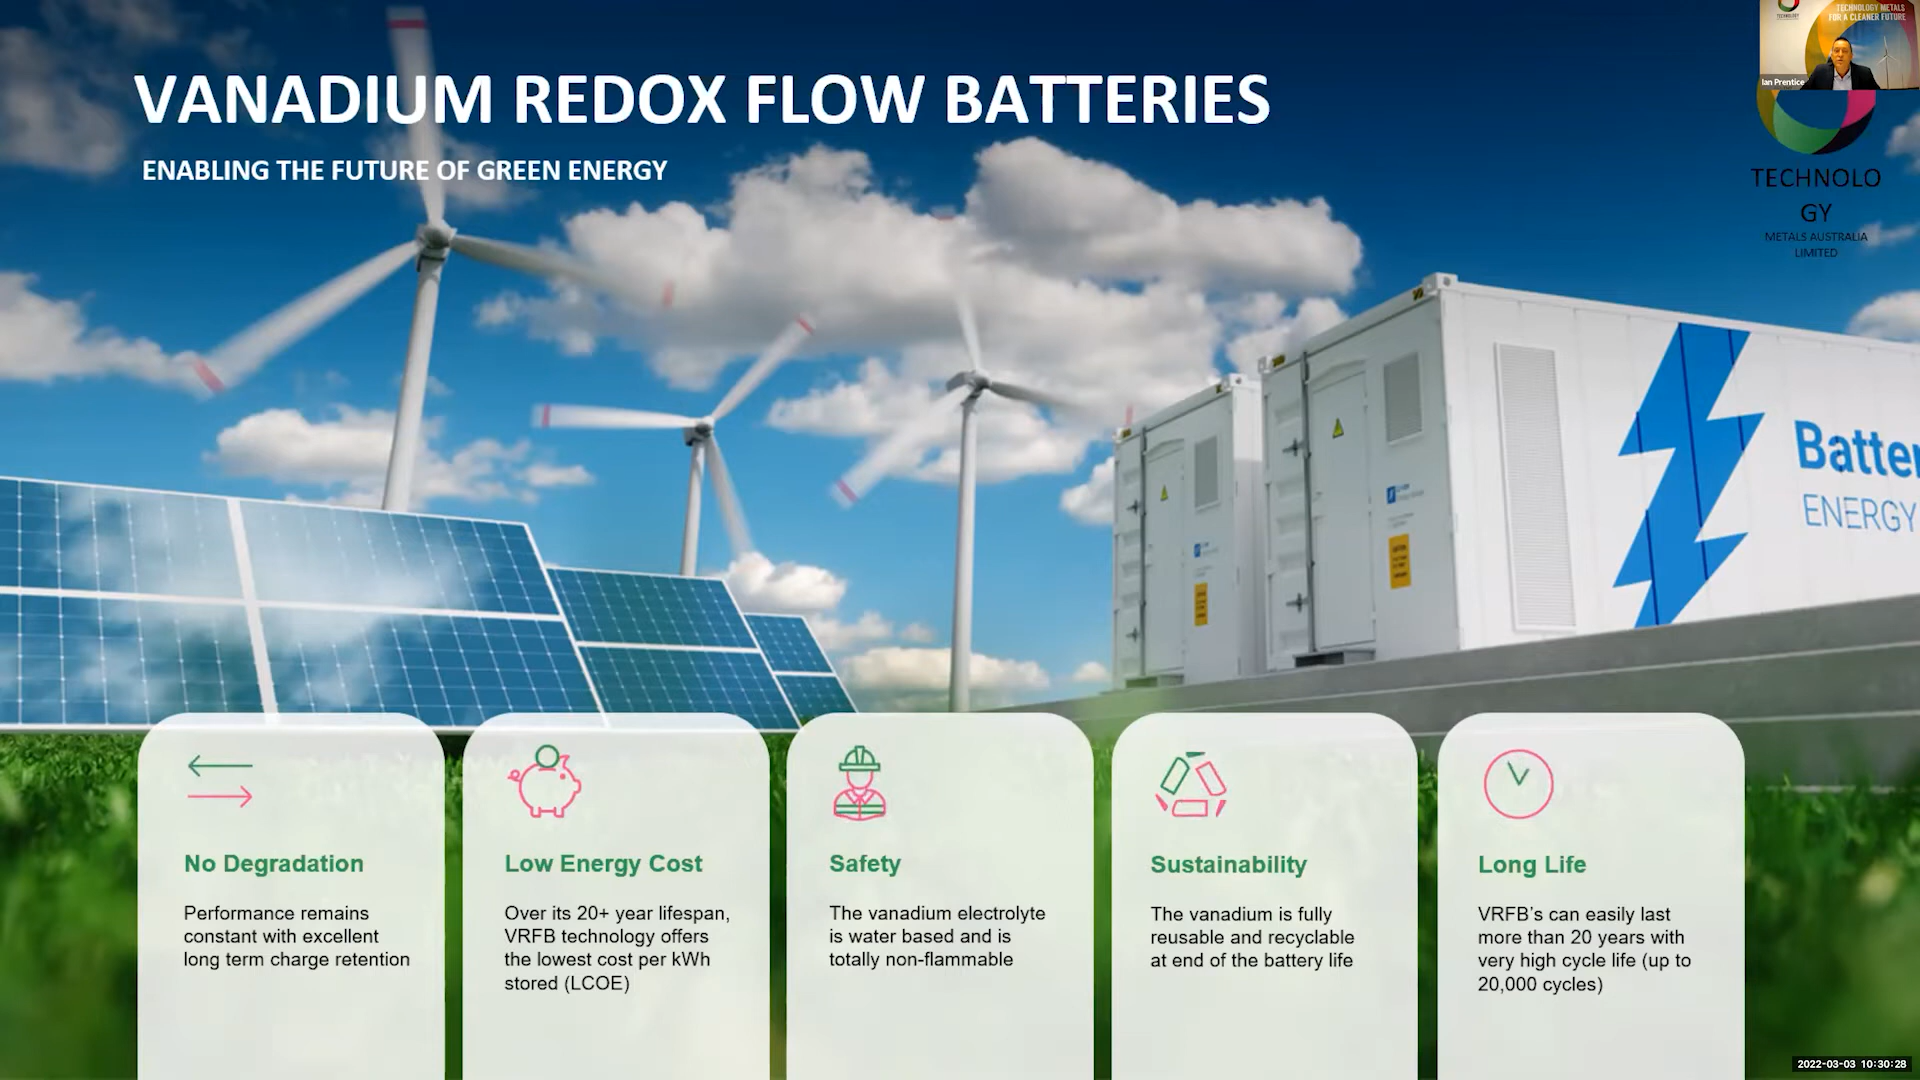 VANADIUM REDOX FLOW BATTERIES
ENABLING THE FUTURE OF GREEN ENERGY
TECHNOLOGY METALS
FOR A CLEANER FUTURE
Ian Prentice
TECHNOLO
GY
METALS AUSTRALIA
LIMITED
Batter
ENERGY
No Degradation
Performance remains
constant with excellent
long term charge retention
Low Energy Cost
Over its 20+ year lifespan,
VRFB technology offers
the lowest cost per kWh
stored (LCOE)
Safety
The vanadium electrolyte
is water based and is
totally non-flammable
Sustainability
The vanadium is fully
reusable and recyclable
at end of the battery life
Long Life
VRFB’s can easily last
more than 20 years with
very high cycle life (up to
20,000 cycles)
2022-03-03 10:30:28